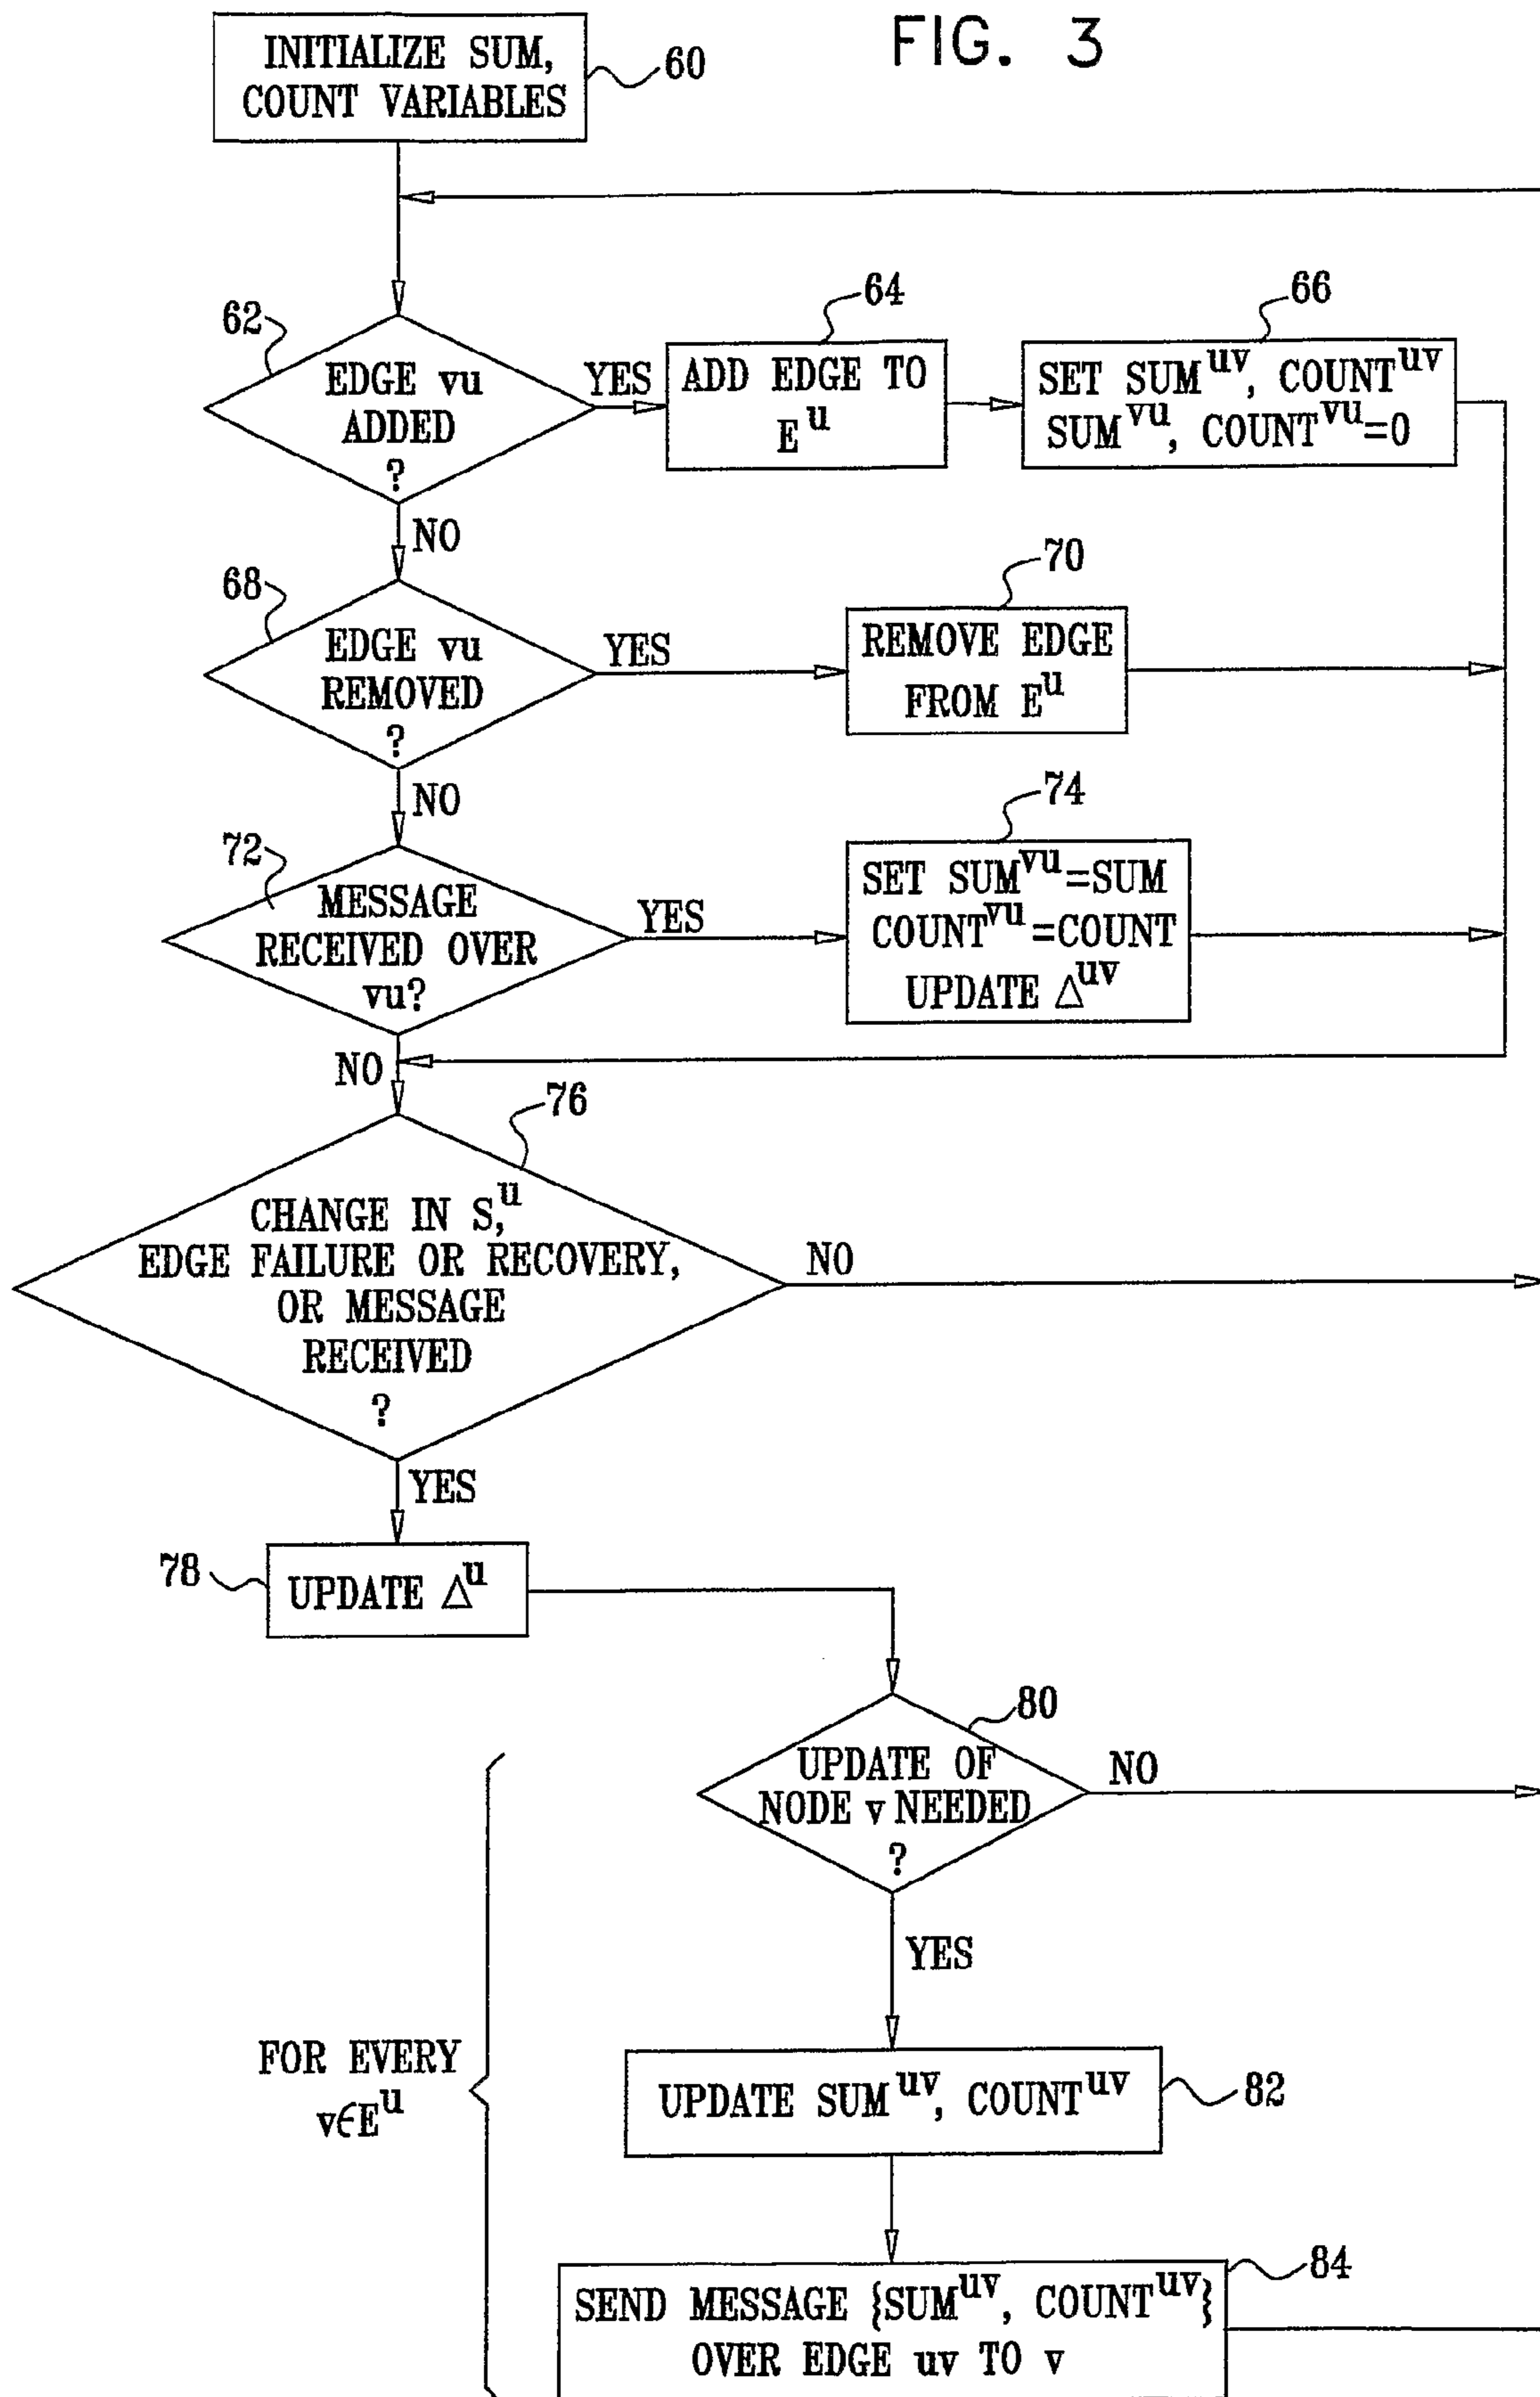 FIG. 3
INITIALIZE SUM,
COUNT VARIABLES
60
62
EDGE vu
ADDED
?
YES
64
ADD EDGE TO
E^u
66
SET SUM^uv, COUNT^uv
SUM^vu, COUNT^vu=0
NO
68
EDGE vu
REMOVED
?
YES
70
REMOVE EDGE
FROM E^u
NO
72
MESSAGE
RECEIVED OVER
vu?
YES
74
SET SUM^vu=SUM
COUNT^vu=COUNT
UPDATE Δ^uv
NO
76
CHANGE IN S,^u
EDGE FAILURE OR RECOVERY,
OR MESSAGE
RECEIVED
?
NO
YES
78
UPDATE Δ^u
80
UPDATE OF
NODE v NEEDED
?
NO
YES
FOR EVERY
v∈E^u
UPDATE SUM^uv, COUNT^uv
82
84
SEND MESSAGE {SUM^uv, COUNT^uv}
OVER EDGE uv TO v